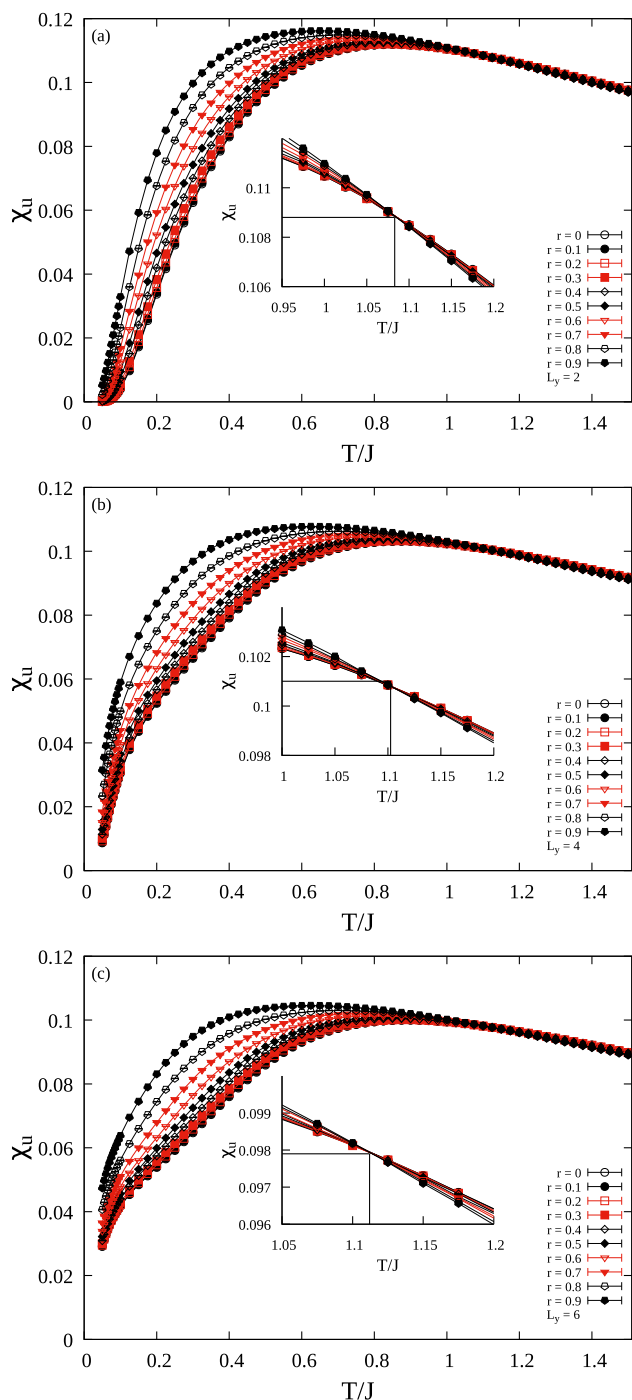 (a)
0.12
0.1
0.08
0.06
0.04
0.02
0
χu
0 0.2 0.4 0.6 0.8 1 1.2 1.4
T/J
0.11
0.108
0.106
χu
0.95 1 1.05 1.1 1.15 1.2
T/J
r = 0
r = 0.1
r = 0.2
r = 0.3
r = 0.4
r = 0.5
r = 0.6
r = 0.7
r = 0.8
r = 0.9
Ly = 2
(b)
0.12
0.1
0.08
0.06
0.04
0.02
0
χu
0 0.2 0.4 0.6 0.8 1 1.2 1.4
T/J
0.102
0.1
0.098
χu
1 1.05 1.1 1.15 1.2
T/J
r = 0
r = 0.1
r = 0.2
r = 0.3
r = 0.4
r = 0.5
r = 0.6
r = 0.7
r = 0.8
r = 0.9
Ly = 4
(c)
0.12
0.1
0.08
0.06
0.04
0.02
0
χu
0 0.2 0.4 0.6 0.8 1 1.2 1.4
T/J
0.099
0.098
0.097
0.096
χu
1.05 1.1 1.15 1.2
T/J
r = 0
r = 0.1
r = 0.2
r = 0.3
r = 0.4
r = 0.5
r = 0.6
r = 0.7
r = 0.8
r = 0.9
Ly = 6